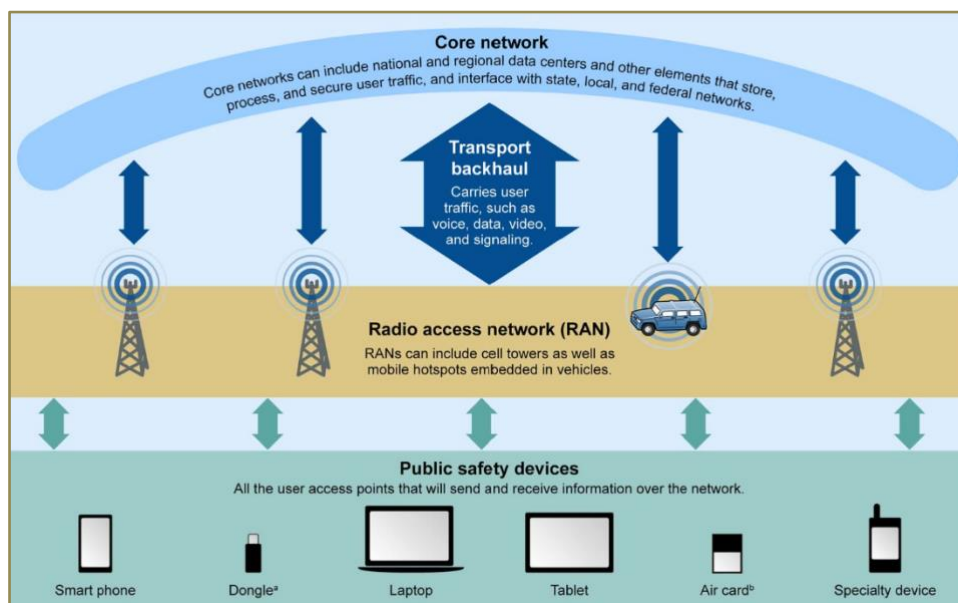 Core network
Core networks can include national and regional data centers and other elements that store,
process, and secure user traffic, and interface with state, local, and federal networks.
Transport
backhaul
Carries user
traffic, such as
voice, data, video,
and signaling.
Radio access network (RAN)
RANs can include cell towers as well as
mobile hotspots embedded in vehicles.
Public safety devices
All the user access points that will send and receive information over the network.
Smart phone
Dongleᵃ
Laptop
Tablet
Air cardᵇ
Specialty device